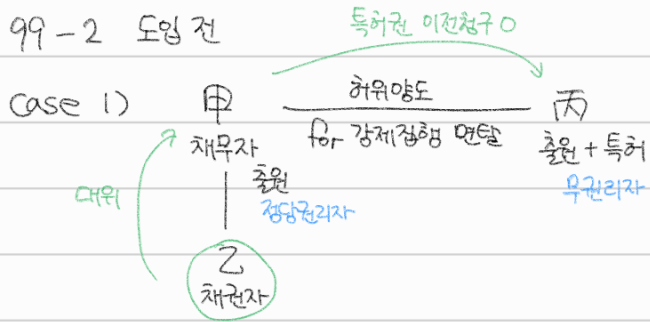 99-2 도입 전
특허권 이전청구 O
case 1) 甲 허위양도 丙
채무자 for 강제집행 면탈 출원 + 특허
대위 출원 무권리자
정당권리자
乙
채권자